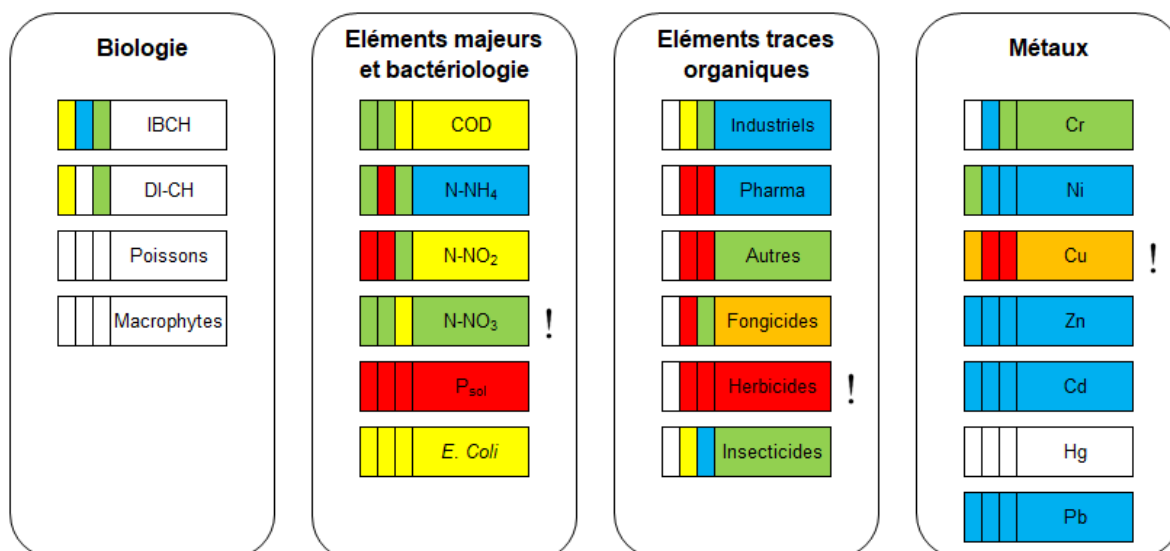 Biologie
IBCH
DI-CH
Poissons
Macrophytes
Eléments majeurs
et bactériologie
COD
N-NH₄
N-NO₂
N-NO₃ !
Pₛₒₗ
E. Coli
Eléments traces
organiques
Industriels
Pharma
Autres
Fongicides
Herbicides !
Insecticides
Métaux
Cr
Ni
Cu !
Zn
Cd
Hg
Pb